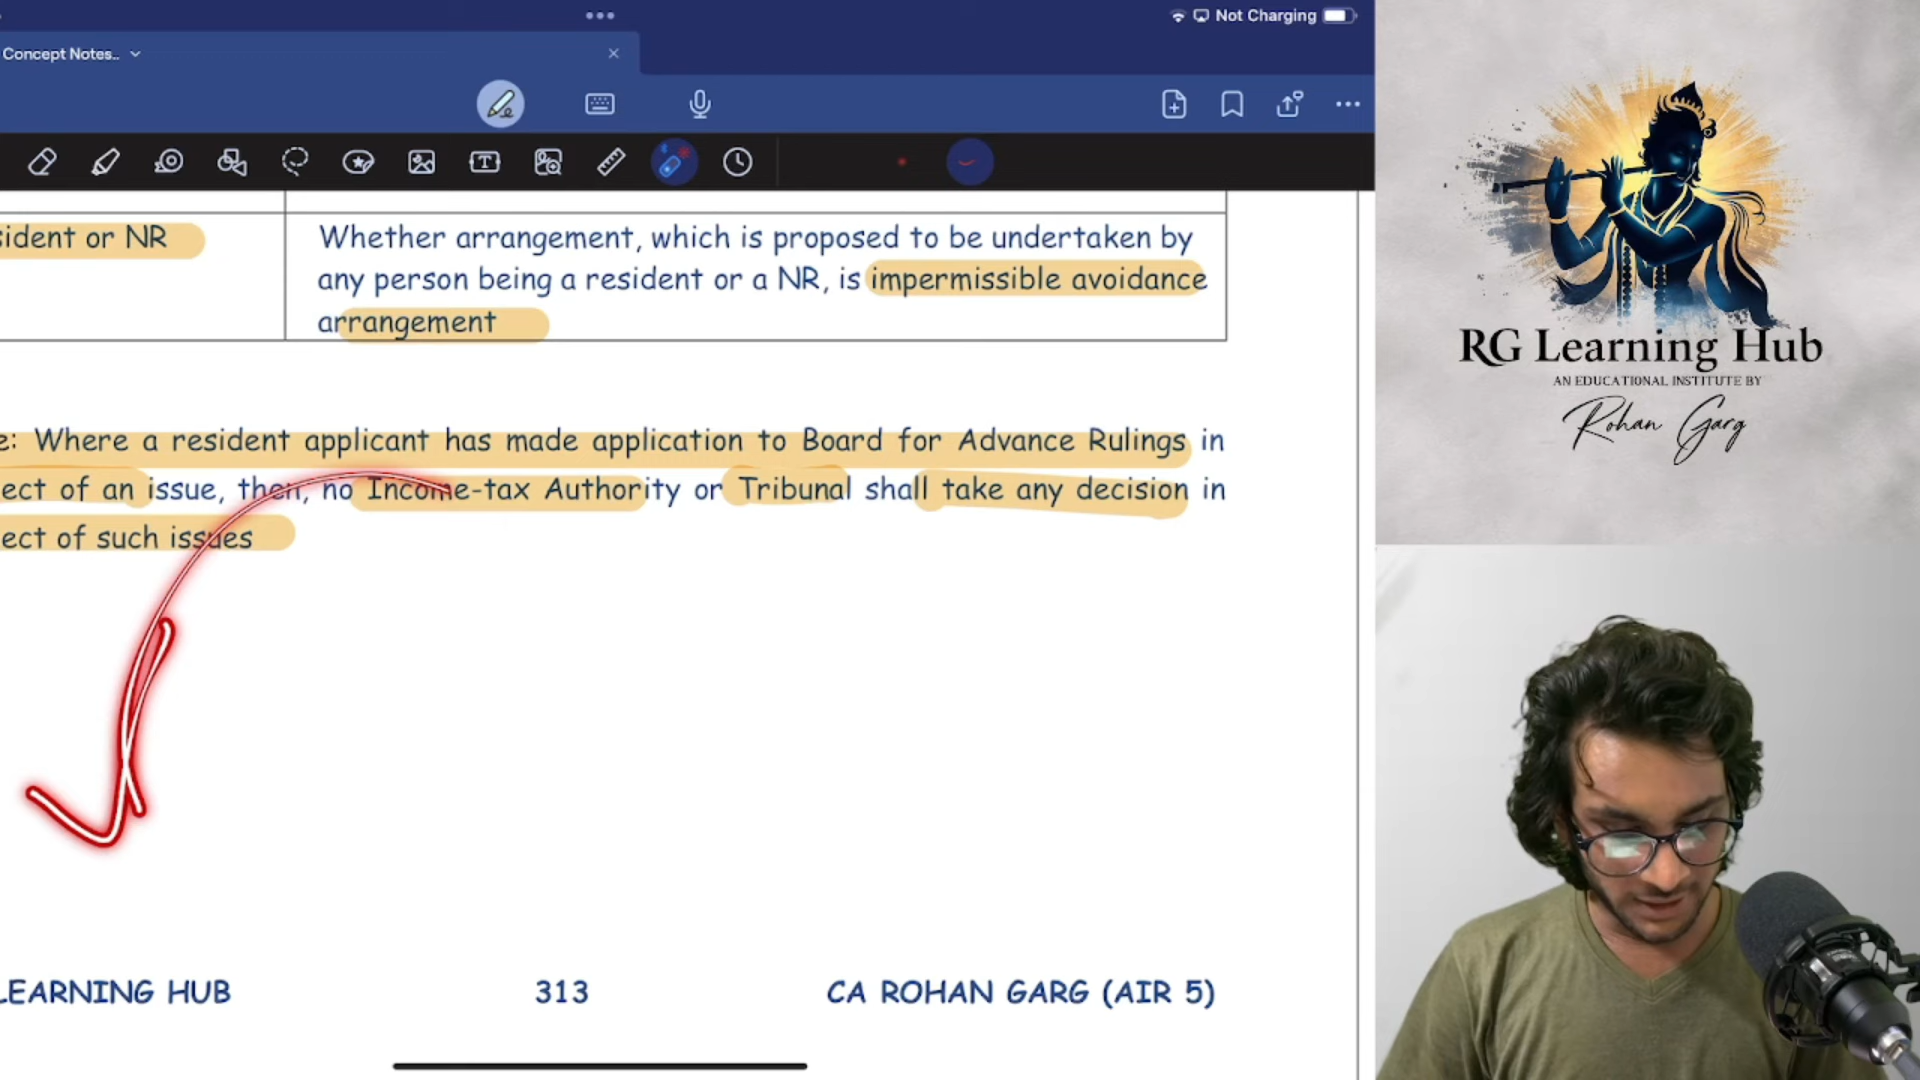 Not Charging
Concept Notes..
sident or NR
Whether arrangement, which is proposed to be undertaken by
any person being a resident or a NR, is impermissible avoidance
arrangement
e: Where a resident applicant has made application to Board for Advance Rulings in
ect of an issue, then, no Income-tax Authority or Tribunal shall take any decision in
ect of such issues
LEARNING HUB 313 CA ROHAN GARG (AIR 5)
RG Learning Hub
AN EDUCATIONAL INSTITUTE BY
Rohan Garg